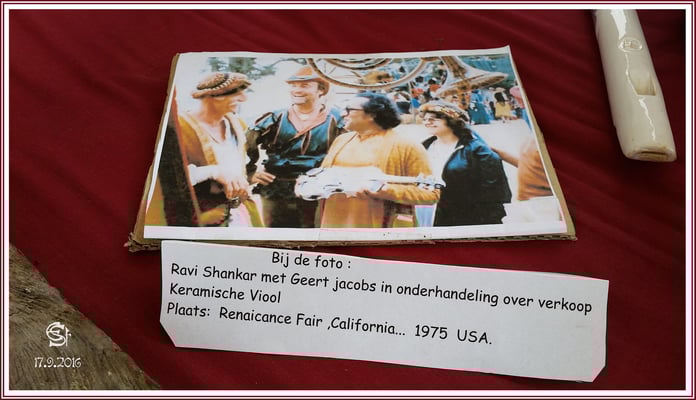 Bij de foto :
Ravi Shankar met Geert jacobs in onderhandeling over verkoop
Keramische Viool
Plaats: Renaicance Fair ,California... 1975 USA.
17.9.2016